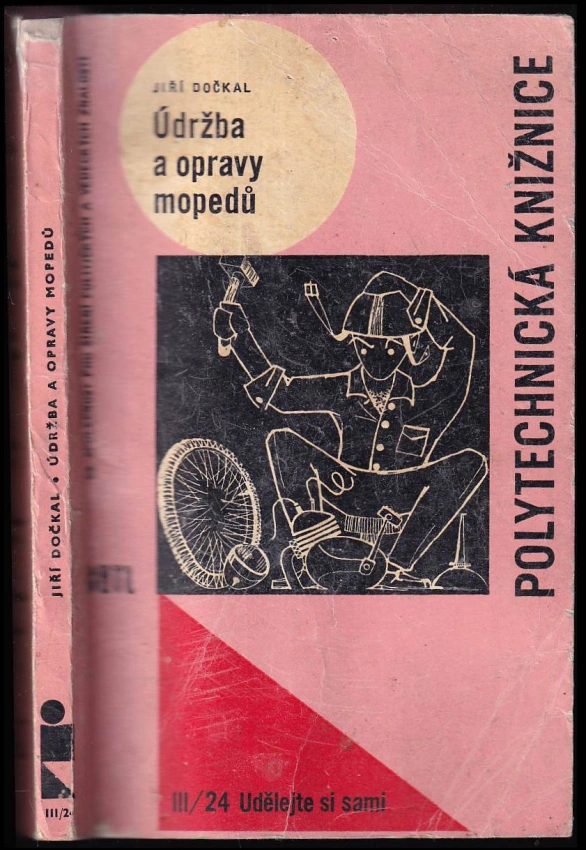 JIŘÍ DOČKAL
Údržba
a opravy
mopedů
POLYTECHNICKÁ KNIŽNICE
III/24 Udělejte si sami
JIŘÍ DOČKAL • ÚDRŽBA A OPRAVY MOPEDŮ
III/24